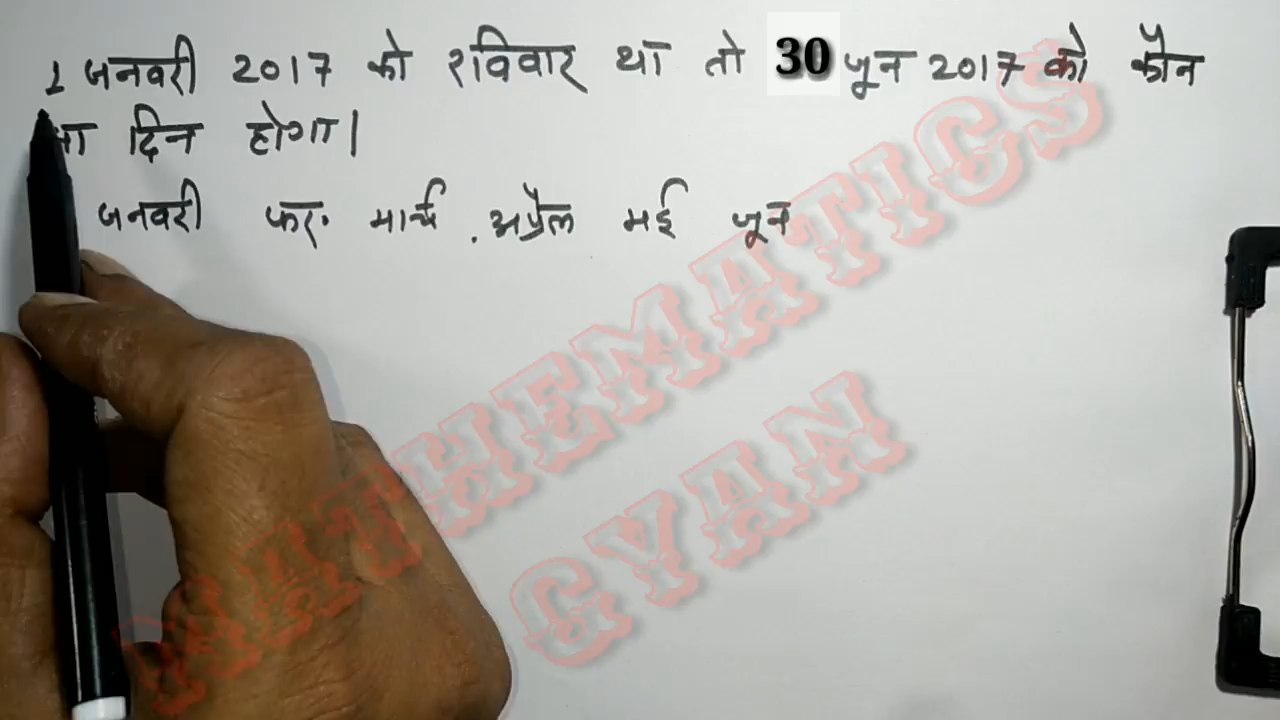 1 जनवरी 2017 को रविवार था तो 30 जून 2017 को कौन
सा दिन होगा।
जनवरी फर. मार्च . अप्रैल मई जून
MATHEMATICS
GYAN